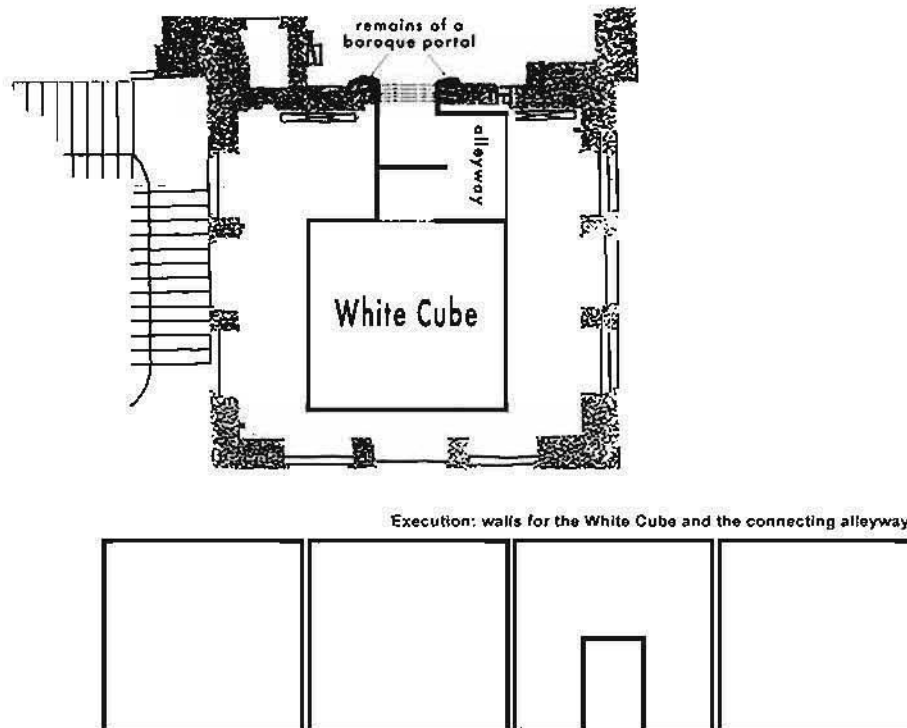 remains of a
baroque portal
alleyway
White Cube
Execution: walls for the White Cube and the connecting alleyway